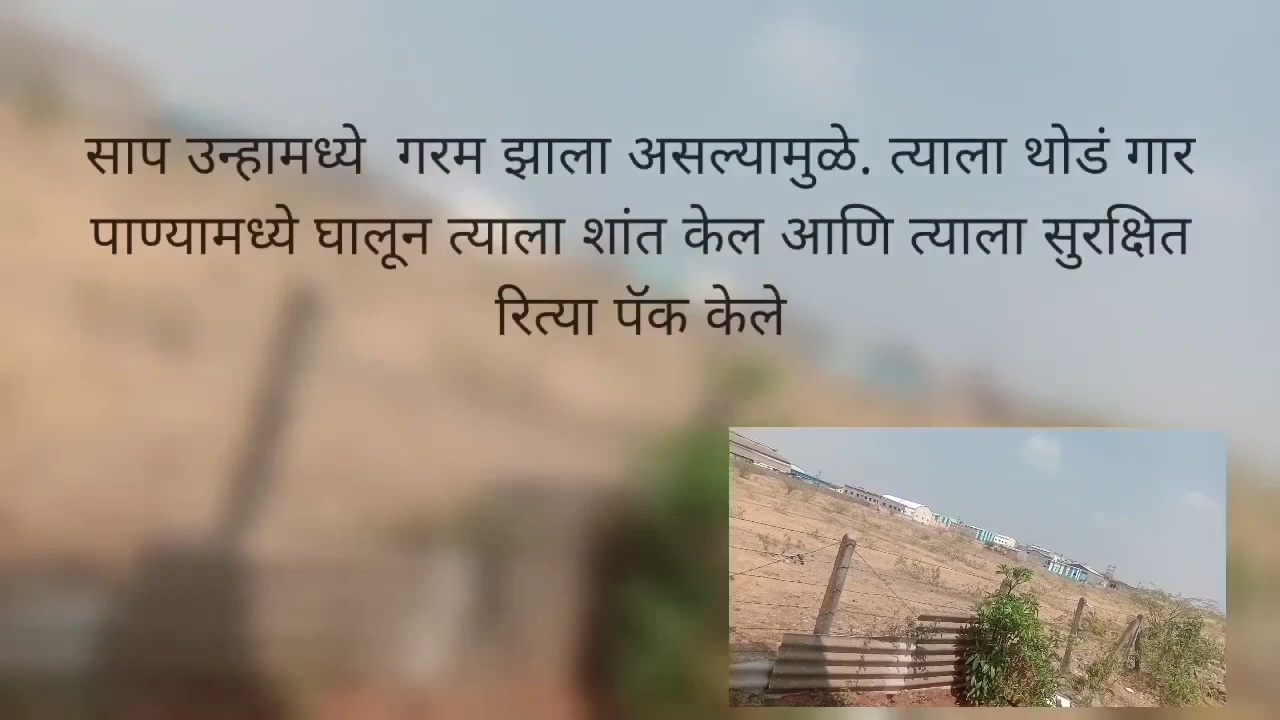 साप उन्हामध्ये  गरम झाला असल्यामुळे. त्याला थोडं गार
पाण्यामध्ये घालून त्याला शांत केल आणि त्याला सुरक्षित
रित्या पॅक केले